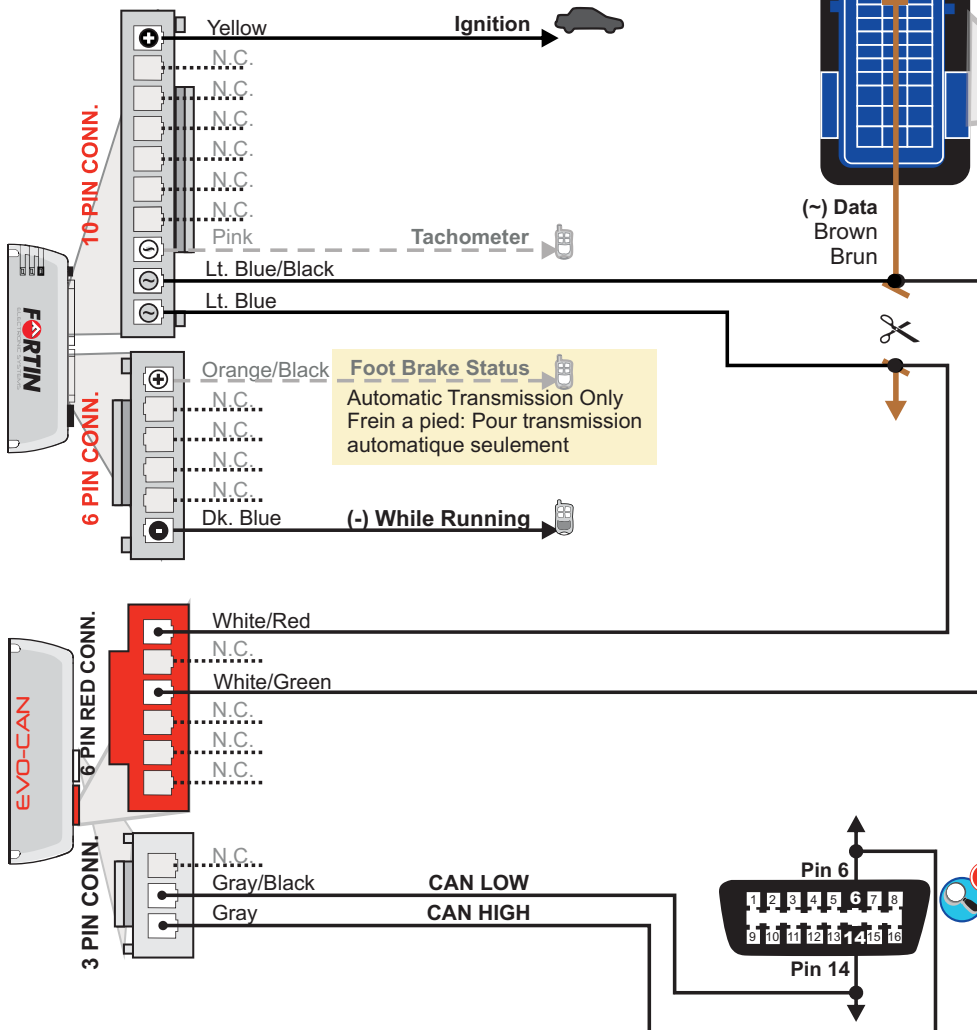 10 PIN CONN.
Yellow
Ignition
N.C.
N.C.
N.C.
N.C.
N.C.
N.C.
Pink
Tachometer
Lt. Blue/Black
Lt. Blue
(~) Data
Brown
Brun
FORTIN
ELECTRONIC SYSTEMS
6 PIN CONN.
Orange/Black
Foot Brake Status
Automatic Transmission Only
Frein a pied: Pour transmission
automatique seulement
N.C.
N.C.
N.C.
N.C.
Dk. Blue
(-) While Running
EVO-CAN
6 PIN RED CONN.
White/Red
N.C.
White/Green
N.C.
N.C.
N.C.
3 PIN CONN.
N.C.
Gray/Black
CAN LOW
Gray
CAN HIGH
Pin 6
1 2 3 4 5 6 7 8
9 10 11 12 13 14 15 16
Pin 14